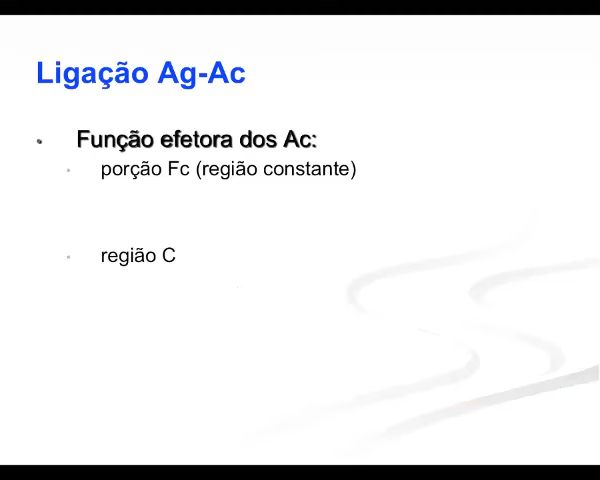 Ligação Ag-Ac
• Função efetora dos Ac:
• porção Fc (região constante)
• região C